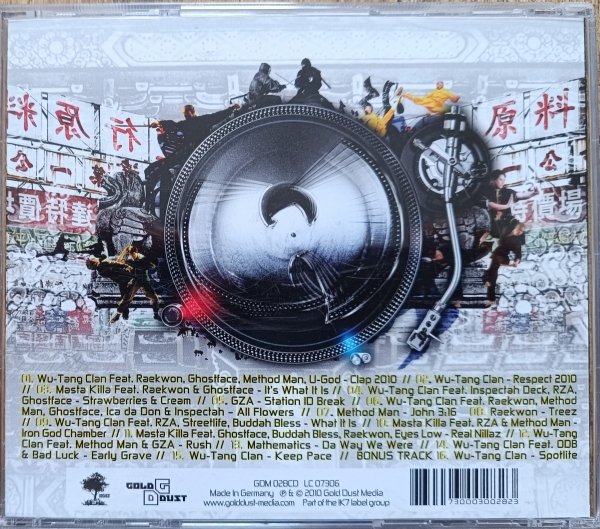 料 原 行
原 料
01. Wu-Tang Clan Feat. Raekwon, Ghostface, Method Man, U-God - Clap 2010 // 02. Wu-Tang Clan - Respect 2010
// 03. Masta Killa Feat. Raekwon & Ghostface - It's What It Is // 04. Wu-Tang Clan Feat. Inspectah Deck, RZA,
Ghostface - Strawberries & Cream // 05. GZA - Station ID Break // 06. Wu-Tang Clan Feat. Raekwon, Method
Man, Ghostface, Ica da Don & Inspectah - All Flowers // 07. Method Man - John 3:16 // 08. Raekwon - Treez
// 09. Wu-Tang Clan Feat. RZA, Streetlife, Buddah Bless - What It Is // 10. Masta Killa Feat. RZA & Method Man -
Iron God Chamber // 11. Masta Killa Feat. Ghostface, Buddah Bless, Raekwon, Eyes Low - Real Nillaz // 12. Wu-Tang
Clan Feat. Method Man & GZA - Rush // 13. Mathematics - Da Way We Were // 14. Wu-Tang Clan Feat. ODB
& Bad Luck - Early Grave // 15. Wu-Tang Clan - Keep Pace // BONUS TRACK 16. Wu-Tang Clan - Spotlite
GOLD DUST
GDM 028CD LC 07306
Made In Germany ℗ & © 2010 Gold Dust Media
www.golddust-media.com Part of the !K7 label group
730003002823